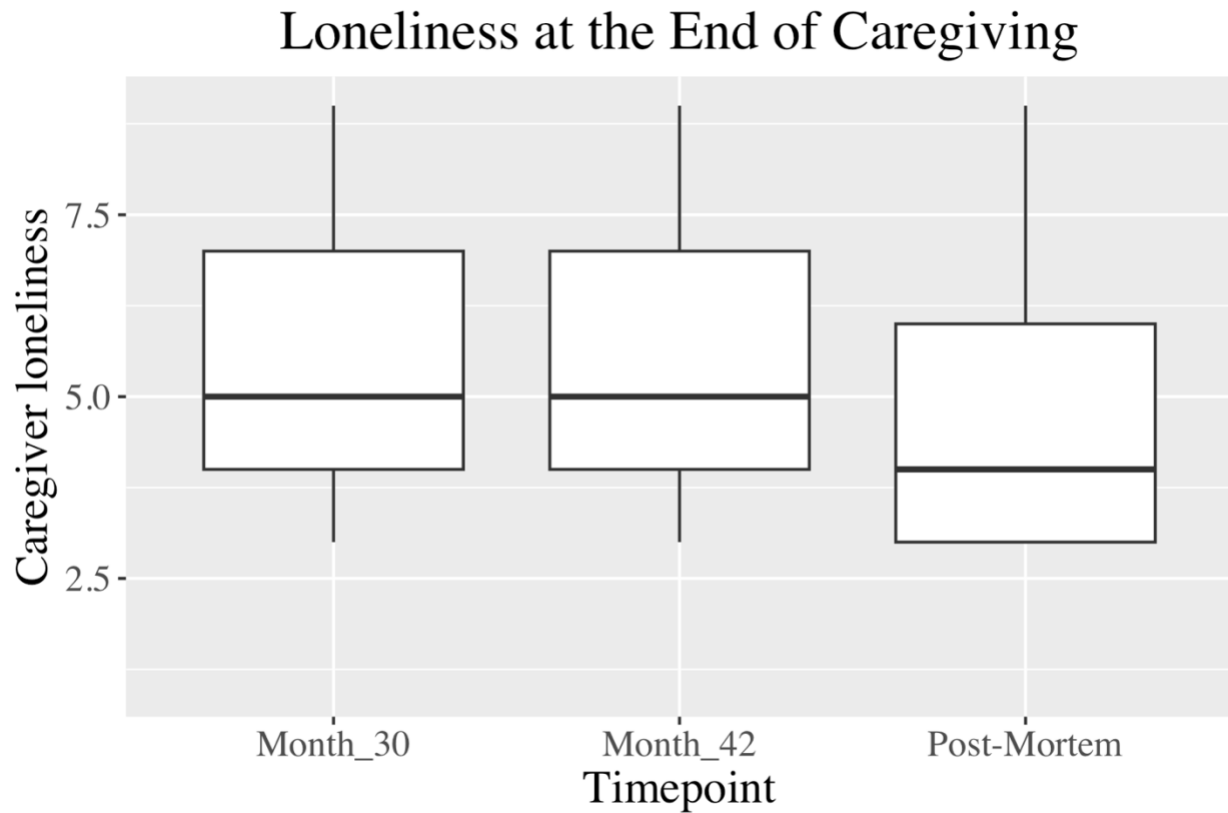 Loneliness at the End of Caregiving
Caregiver loneliness
7.5
5.0
2.5
Month_30 Month_42 Post-Mortem
Timepoint